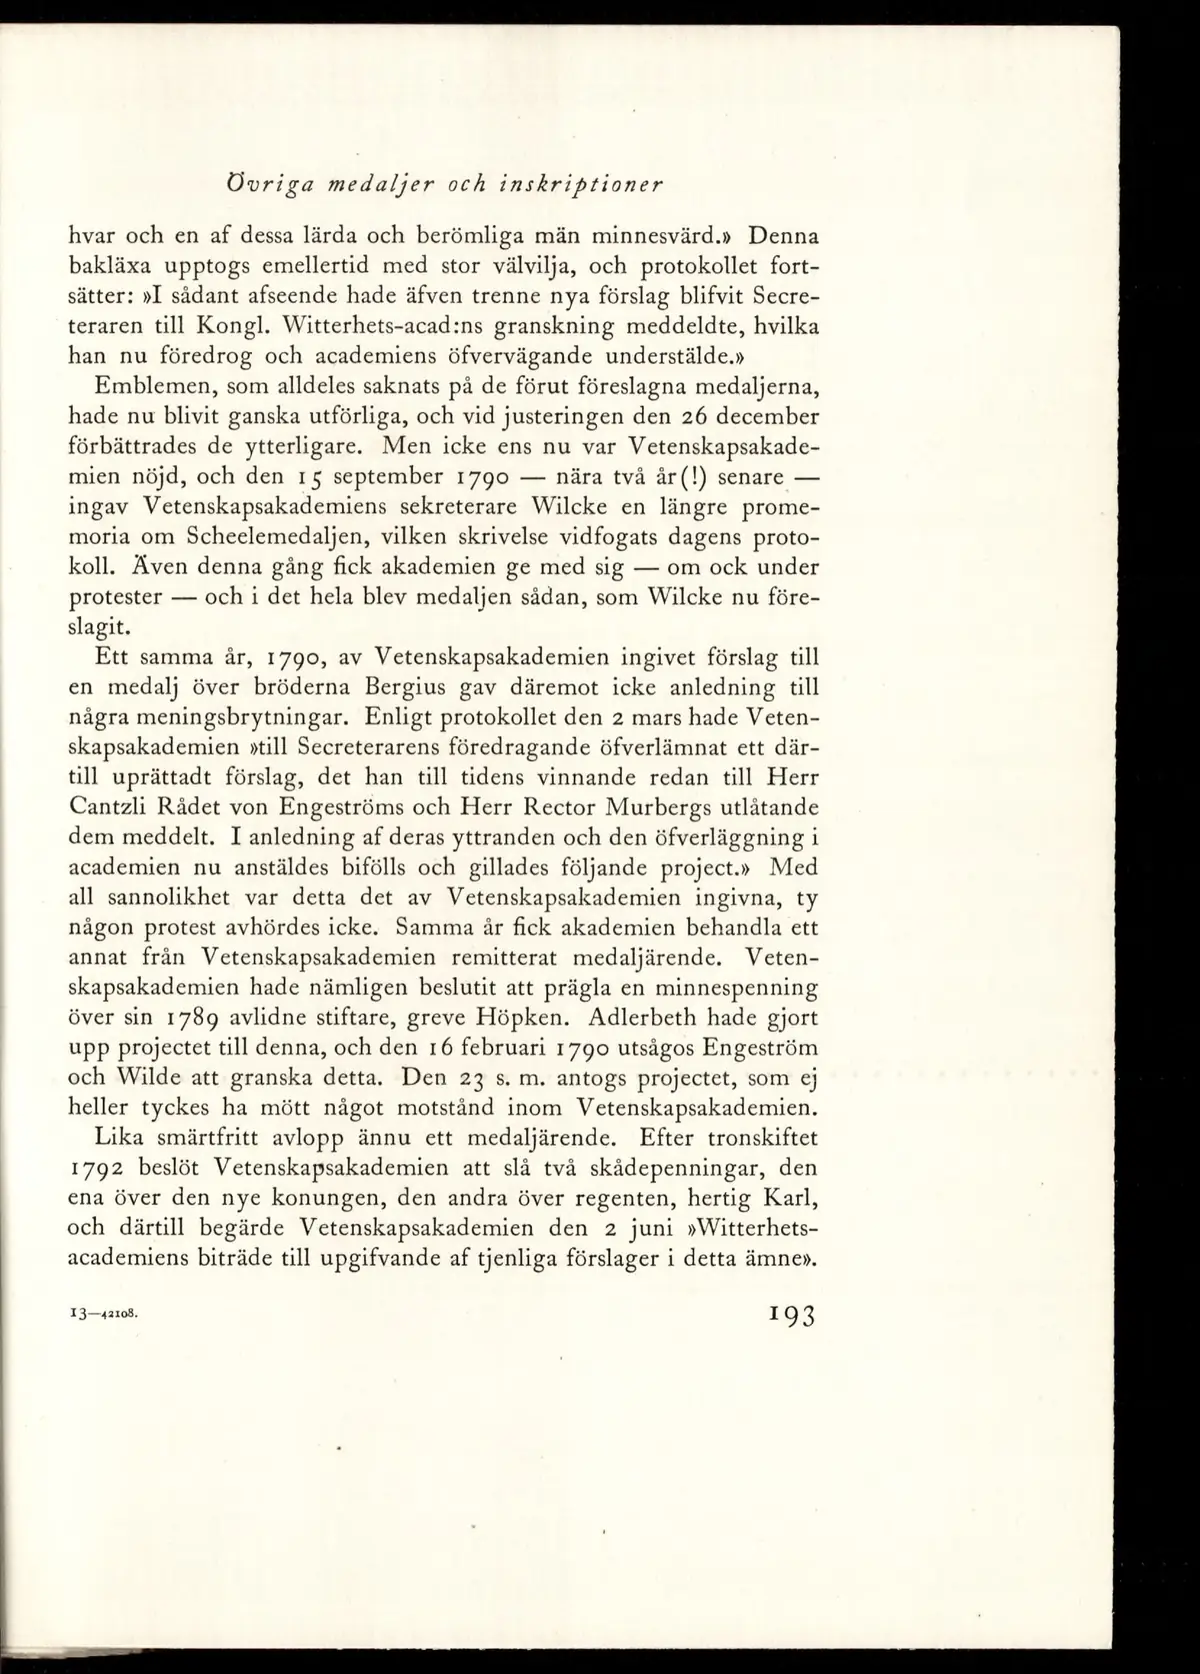 Övriga medaljer och inskriptioner
hvar och en af dessa lärda och berömliga män minnesvärd.» Denna
bakläxa upptogs emellertid med stor välvilja, och protokollet fort-
sätter: »I sådant afseende hade äfven trenne nya förslag blifvit Secre-
teraren till Kongl. Witterhets-acad:ns granskning meddeldte, hvilka
han nu föredrog och academiens öfvervägande understälde.»
Emblemen, som alldeles saknats på de förut föreslagna medaljerna,
hade nu blivit ganska utförliga, och vid justeringen den 26 december
förbättrades de ytterligare. Men icke ens nu var Vetenskapsakade-
mien nöjd, och den 15 september 1790 — nära två år(!) senare —
ingav Vetenskapsakademiens sekreterare Wilcke en längre prome-
moria om Scheelemedaljen, vilken skrivelse vidfogats dagens proto-
koll. Även denna gång fick akademien ge med sig — om ock under
protester — och i det hela blev medaljen sådan, som Wilcke nu före-
slagit.
Ett samma år, 1790, av Vetenskapsakademien ingivet förslag till
en medalj över bröderna Bergius gav däremot icke anledning till
några meningsbrytningar. Enligt protokollet den 2 mars hade Veten-
skapsakademien »till Secreterarens föredragande öfverlämnat ett där-
till uprättadt förslag, det han till tidens vinnande redan till Herr
Cantzli Rådet von Engeströms och Herr Rector Murbergs utlåtande
dem meddelt. I anledning af deras yttranden och den öfverläggning i
academien nu anstäldes bifölls och gillades följande project.» Med
all sannolikhet var detta det av Vetenskapsakademien ingivna, ty
någon protest avhördes icke. Samma år fick akademien behandla ett
annat från Vetenskapsakademien remitterat medaljärende. Veten-
skapsakademien hade nämligen beslutit att prägla en minnespenning
över sin 1789 avlidne stiftare, greve Höpken. Adlerbeth hade gjort
upp projectet till denna, och den 16 februari 1790 utsågos Engeström
och Wilde att granska detta. Den 23 s. m. antogs projectet, som ej
heller tyckes ha mött något motstånd inom Vetenskapsakademien.
Lika smärtfritt avlopp ännu ett medaljärende. Efter tronskiftet
1792 beslöt Vetenskapsakademien att slå två skådepenningar, den
ena över den nye konungen, den andra över regenten, hertig Karl,
och därtill begärde Vetenskapsakademien den 2 juni »Witterhets-
academiens biträde till upgifvande af tjenliga förslager i detta ämne».
13—42108.
193